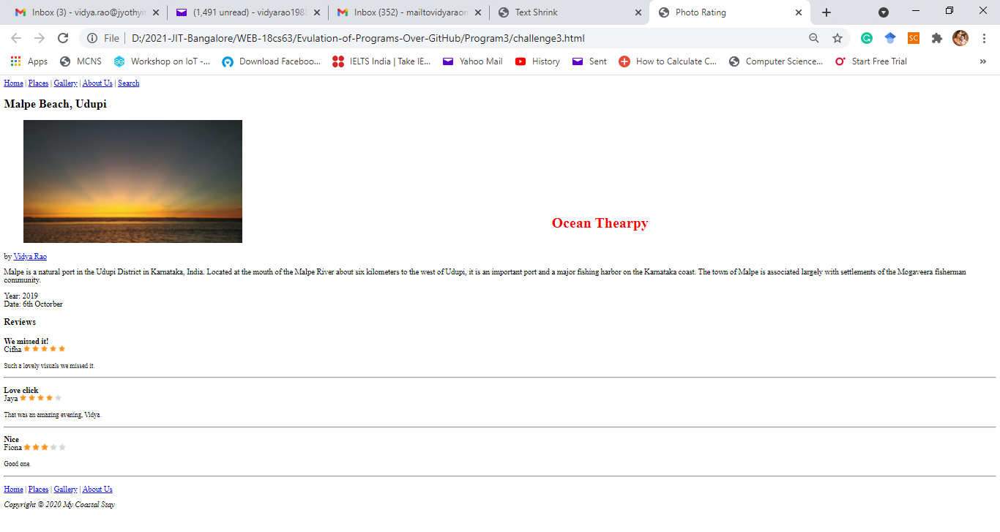 Inbox (3) - vidya.rao@jyothyit
(1,491 unread) - vidyarao198
Inbox (352) - mailtovidyaraor
Text Shrink
Photo Rating
File | D:/2021-JIT-Bangalore/WEB-18cs63/Evulation-of-Programs-Over-GitHub/Program3/challenge3.html
SC
Apps MCNS Workshop on IoT -... Download Faceboo... IELTS India | Take IE... Yahoo Mail History Sent How to Calculate C... Computer Science... Start Free Trial »
Home | Places | Gallery | About Us | Search
Malpe Beach, Udupi
Ocean Thearpy
by Vidya Rao
Malpe is a natural port in the Udupi District in Karnataka, India. Located at the mouth of the Malpe River about six kilometers to the west of Udupi, it is an important port and a major fishing harbor on the Karnataka coast. The town of Malpe is associated largely with settlements of the Mogaveera fisherman
community.
Year: 2019
Date: 6th Octorber
Reviews
We missed it!
Cifha
Such a lovely visuals we missed it.
Love click
Jaya
That was an amazing evening, Vidya.
Nice
Fiona
Good one.
Home | Places | Gallery | About Us
Copyright © 2020 My Coastal Stay